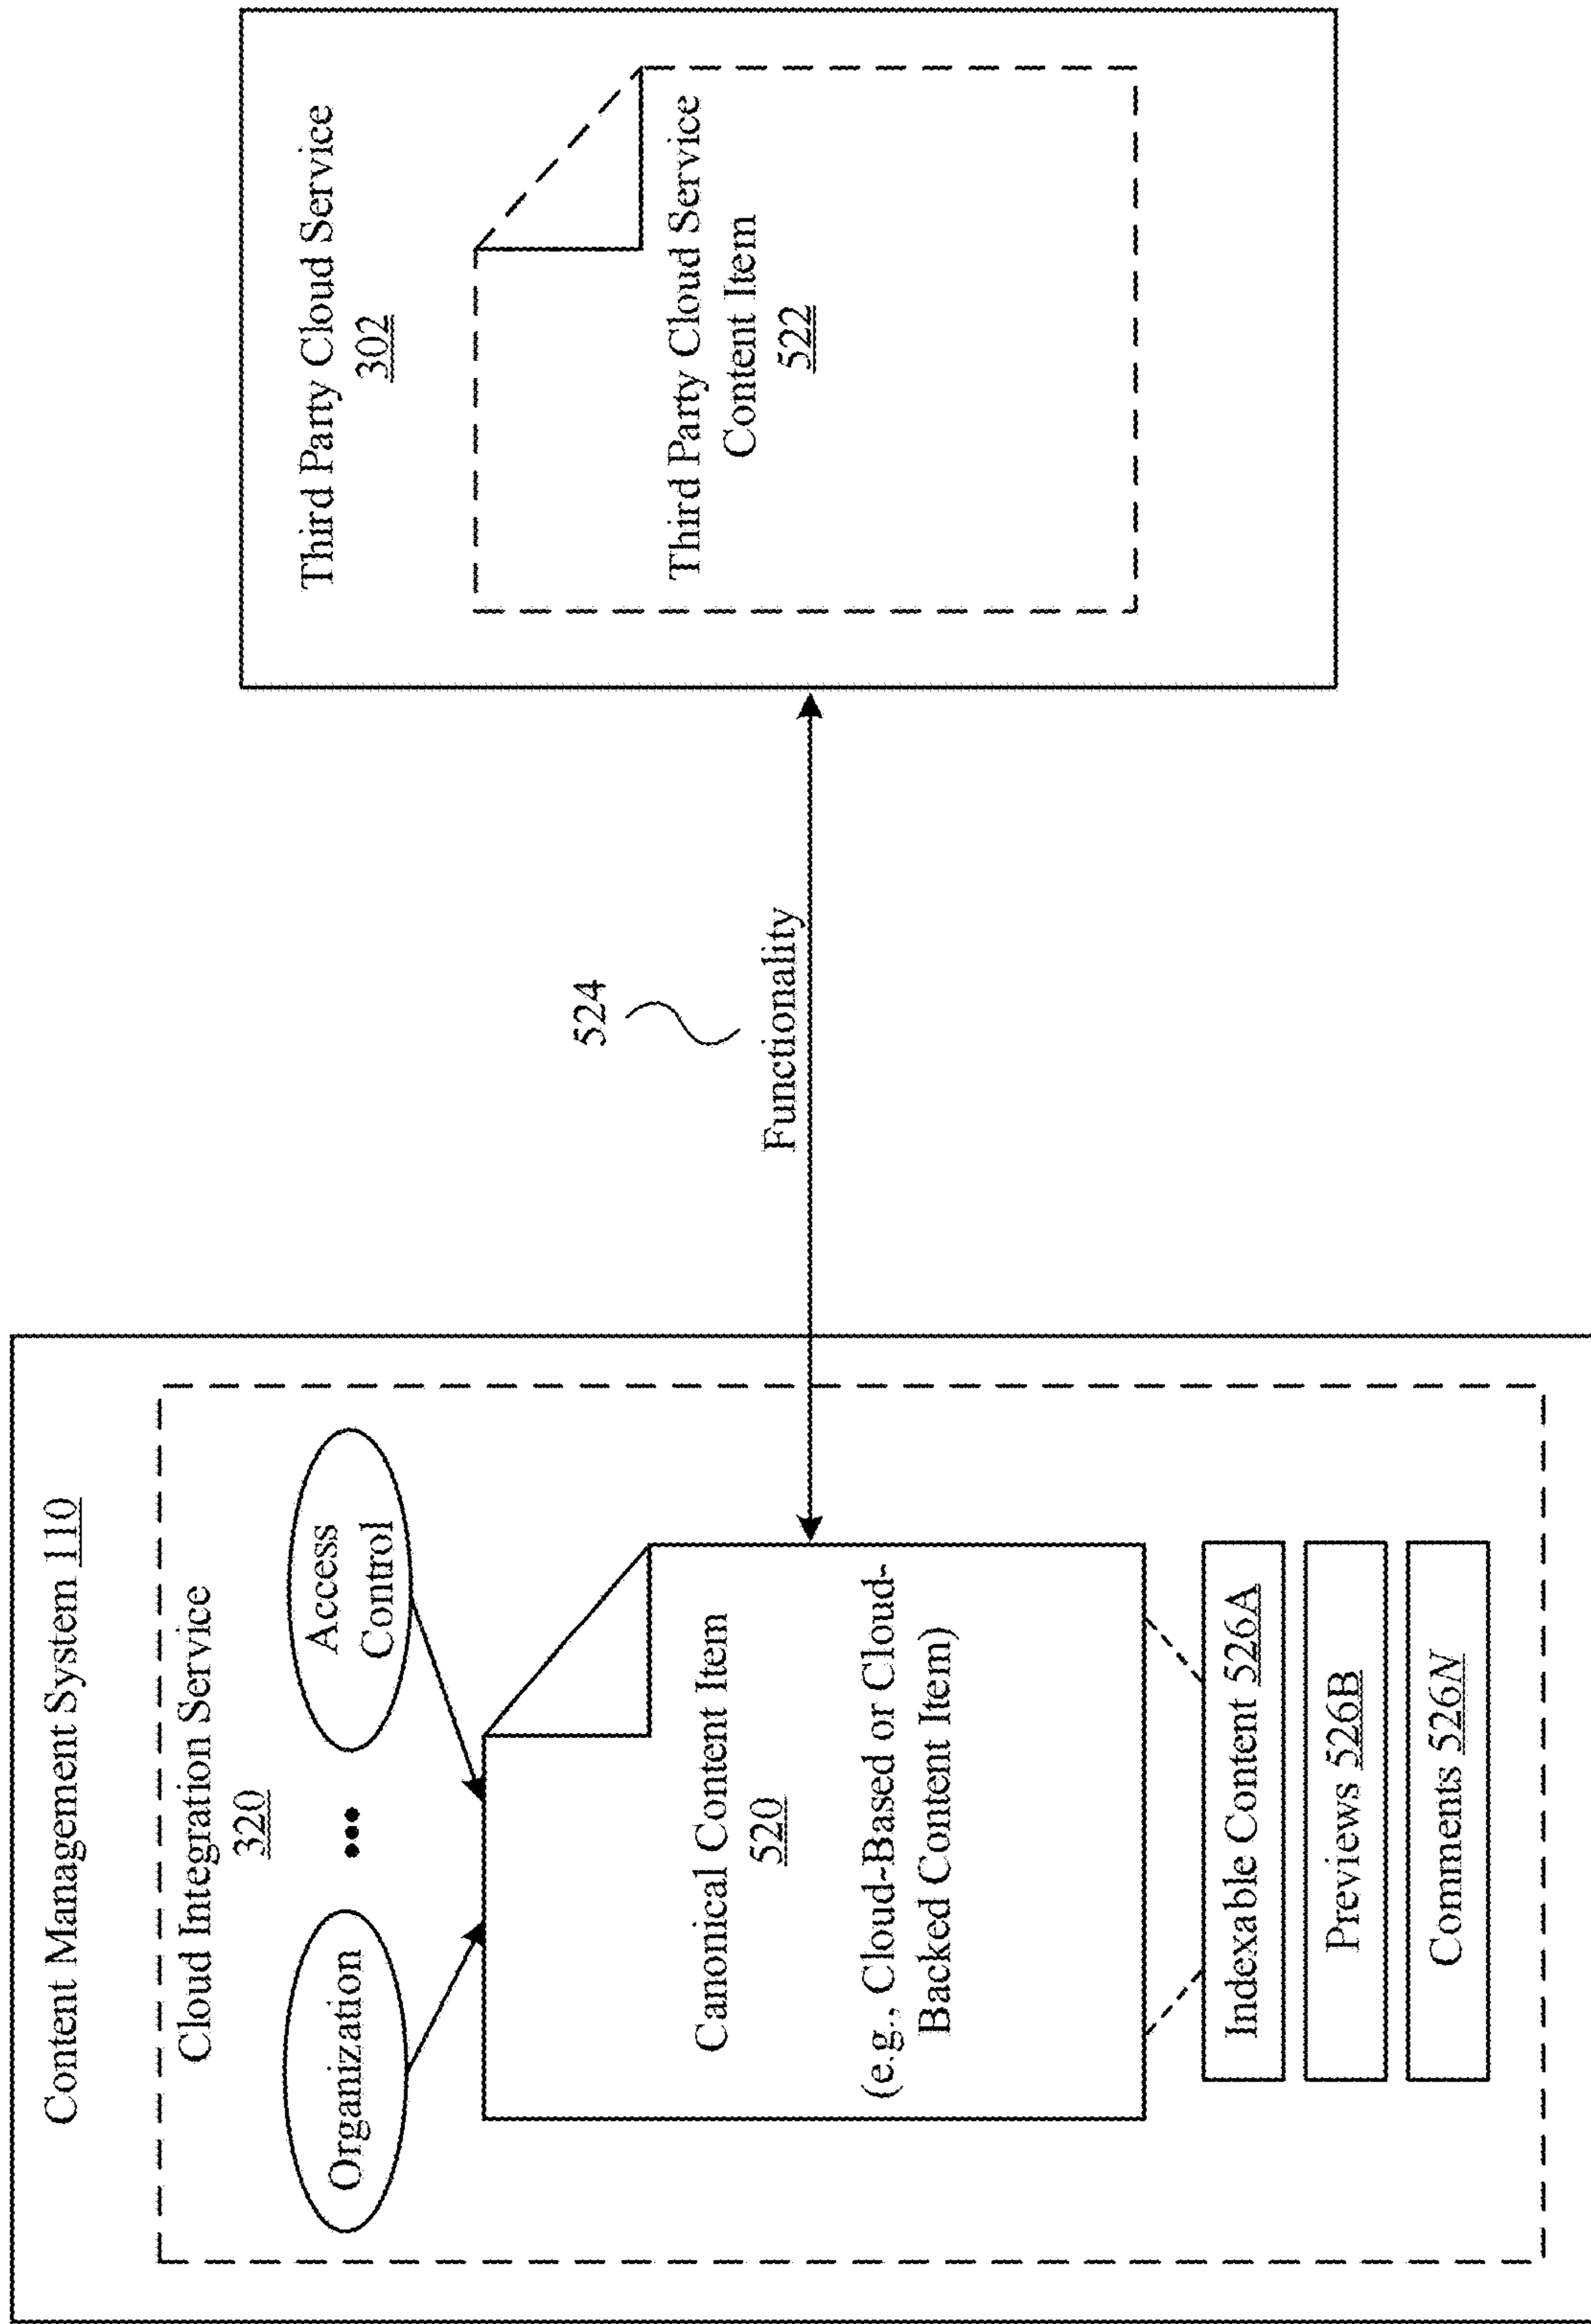 Content Management System 110
Cloud Integration Service
320
Organization
Access
Control
Canonical Content Item
520
(e.g., Cloud-Based or Cloud-
Backed Content Item)
Indexable Content 526A
Previews 526B
Comments 526N
524
Functionality
Third Party Cloud Service
302
Third Party Cloud Service
Content Item
522